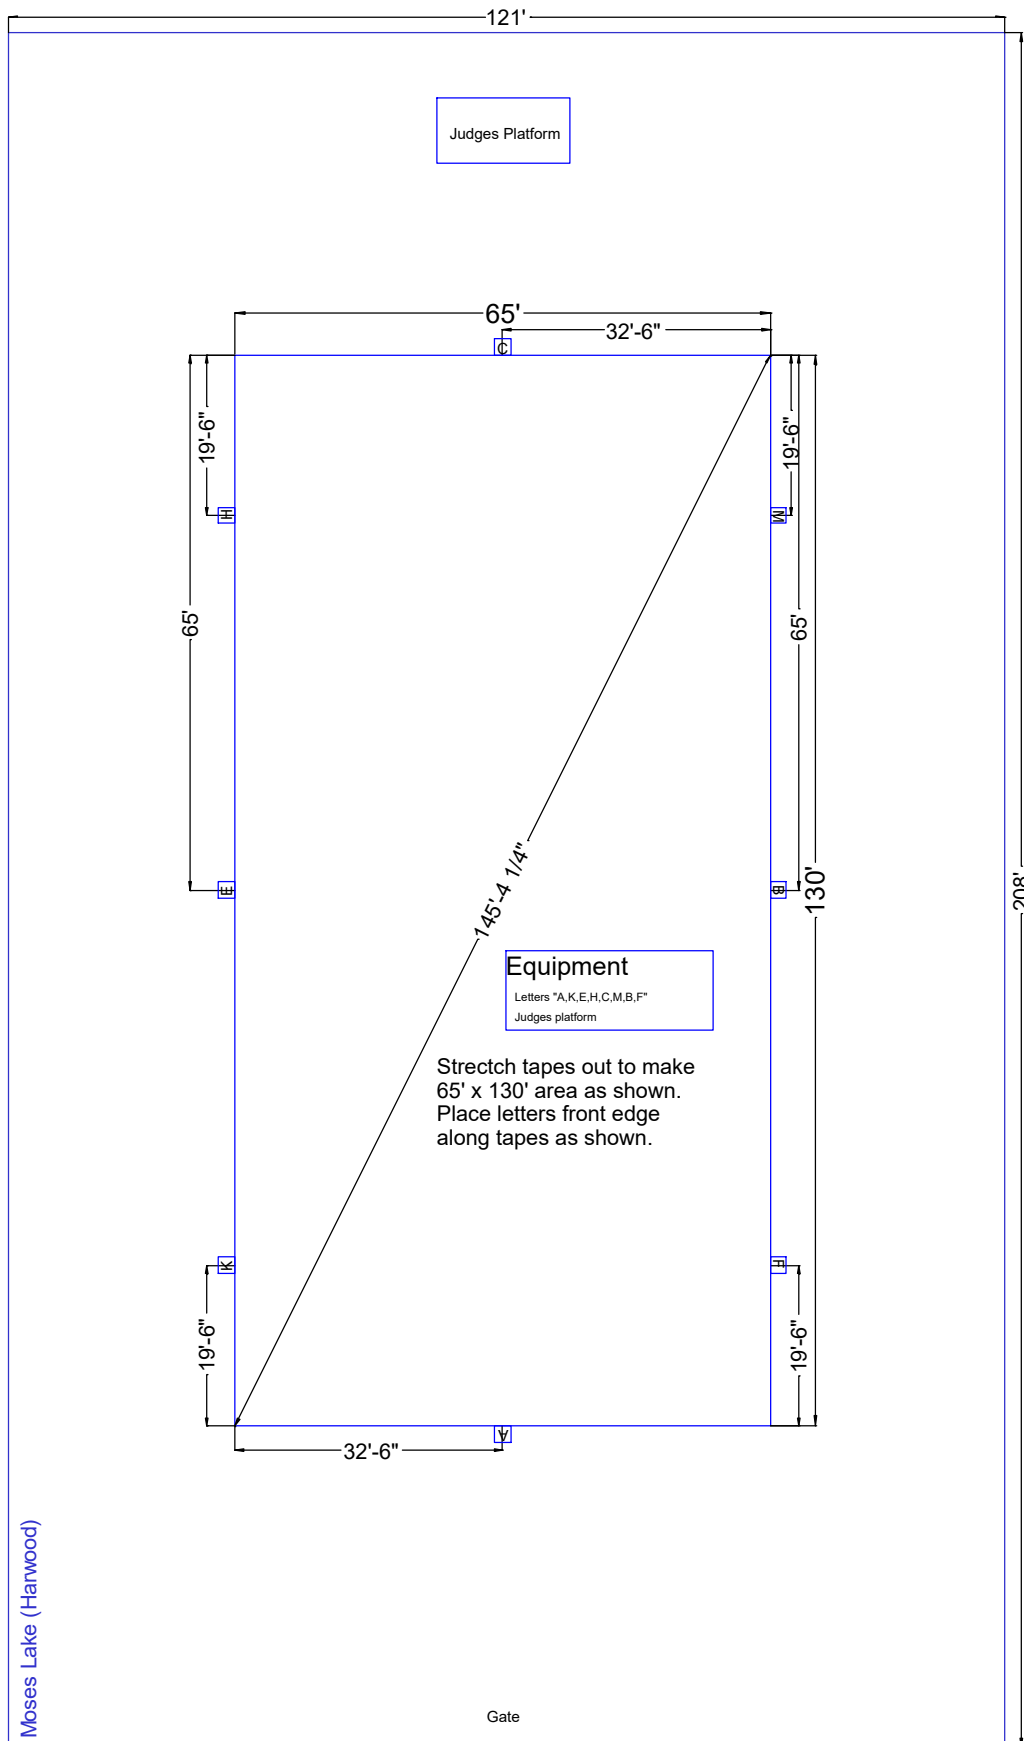 121'
Judges Platform
65'
32'-6"
C
19'-6"
19'-6"
H
M
65'
65'
145'-4 1/4"
130'
208'
E
B
Equipment
Letters "A,K,E,H,C,M,B,F"
Judges platform
Strectch tapes out to make
65' x 130' area as shown.
Place letters front edge
along tapes as shown.
K
F
19'-6"
19'-6"
A
32'-6"
Moses Lake (Harwood)
Gate